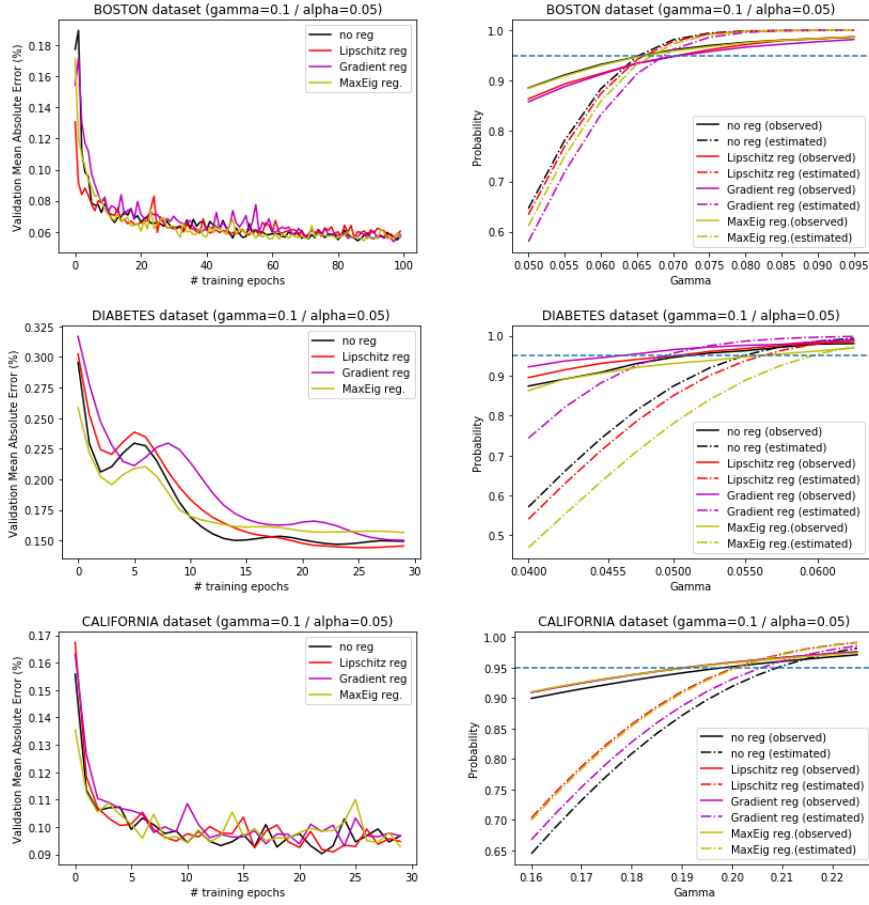 BOSTON dataset (gamma=0.1 / alpha=0.05)
Validation Mean Absolute Error (%)
0.18
0.16
0.14
0.12
0.10
0.08
0.06
no reg
Lipschitz reg
Gradient reg
MaxEig reg.
0 20 40 60 80 100
# training epochs
BOSTON dataset (gamma=0.1 / alpha=0.05)
Probability
1.0
0.9
0.8
0.7
0.6
no reg (observed)
no reg (estimated)
Lipschitz reg (observed)
Lipschitz reg (estimated)
Gradient reg (observed)
Gradient reg (estimated)
MaxEig reg.(observed)
MaxEig reg.(estimated)
0.050 0.055 0.060 0.065 0.070 0.075 0.080 0.085 0.090 0.095
Gamma
DIABETES dataset (gamma=0.1 / alpha=0.05)
Validation Mean Absolute Error (%)
0.325
0.300
0.275
0.250
0.225
0.200
0.175
0.150
no reg
Lipschitz reg
Gradient reg
MaxEig reg.
0 5 10 15 20 25 30
# training epochs
DIABETES dataset (gamma=0.1 / alpha=0.05)
Probability
1.0
0.9
0.8
0.7
0.6
0.5
no reg (observed)
no reg (estimated)
Lipschitz reg (observed)
Lipschitz reg (estimated)
Gradient reg (observed)
Gradient reg (estimated)
MaxEig reg.(observed)
MaxEig reg.(estimated)
0.0400 0.0455 0.0500 0.0550 0.0600
Gamma
CALIFORNIA dataset (gamma=0.1 / alpha=0.05)
Validation Mean Absolute Error (%)
0.17
0.16
0.15
0.14
0.13
0.12
0.11
0.10
0.09
no reg
Lipschitz reg
Gradient reg
MaxEig reg.
0 5 10 15 20 25 30
# training epochs
CALIFORNIA dataset (gamma=0.1 / alpha=0.05)
Probability
1.00
0.95
0.90
0.85
0.80
0.75
0.70
0.65
no reg (observed)
no reg (estimated)
Lipschitz reg (observed)
Lipschitz reg (estimated)
Gradient reg (observed)
Gradient reg (estimated)
MaxEig reg.(observed)
MaxEig reg.(estimated)
0.16 0.17 0.18 0.19 0.20 0.21 0.22
Gamma